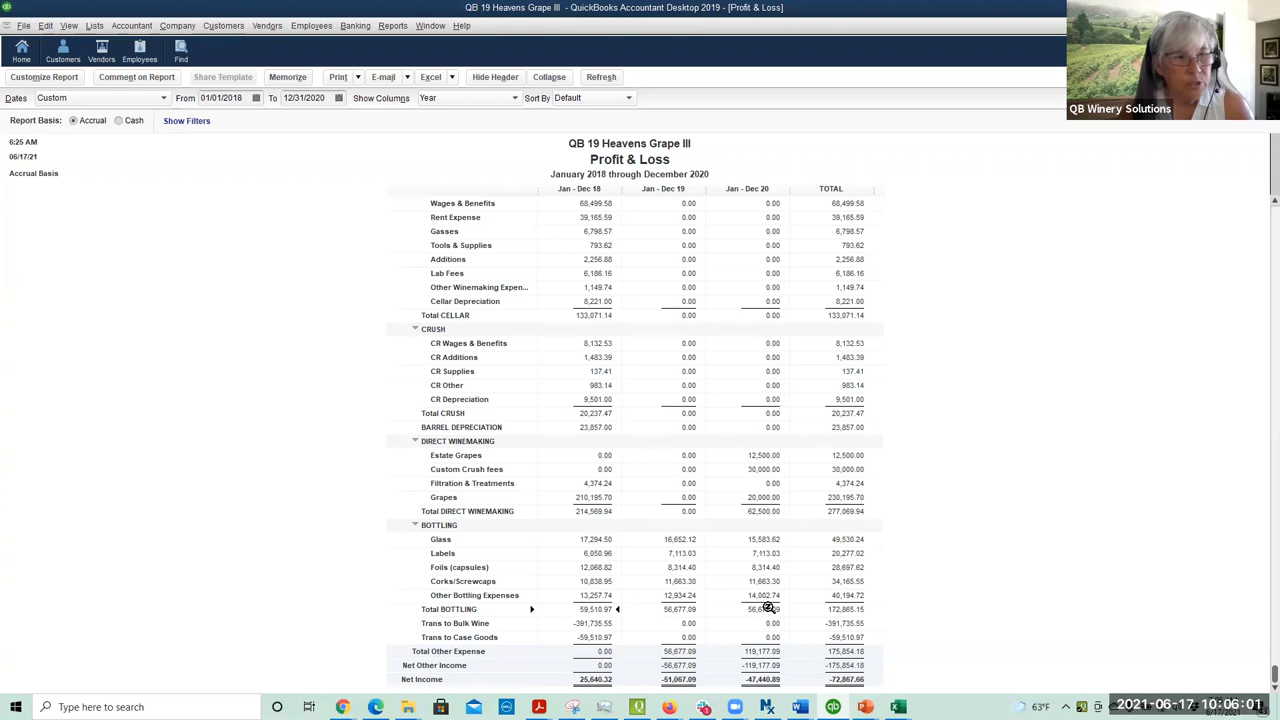 QB 19 Heavens Grape III - QuickBooks Accountant Desktop 2019 - [Profit & Loss]
File Edit View Lists Accountant Company Customers Vendors Employees Banking Reports Window Help
Home Customers Vendors Employees Find
QB Winery Solutions
Customize Report Comment on Report Share Template Memorize Print E-mail Excel Hide Header Collapse Refresh
Dates Custom From 01/01/2018 To 12/31/2020 Show Columns Year Sort By Default
Report Basis: Accrual Cash Show Filters
6:25 AM
06/17/21
Accrual Basis
QB 19 Heavens Grape III
Profit & Loss
January 2018 through December 2020
Jan - Dec 18 Jan - Dec 19 Jan - Dec 20 TOTAL
Wages & Benefits 68,499.58 0.00 0.00 68,499.58
Rent Expense 39,165.59 0.00 0.00 39,165.59
Gasses 6,798.57 0.00 0.00 6,798.57
Tools & Supplies 793.62 0.00 0.00 793.62
Additions 2,256.88 0.00 0.00 2,256.88
Lab Fees 6,186.16 0.00 0.00 6,186.16
Other Winemaking Expen... 1,149.74 0.00 0.00 1,149.74
Cellar Depreciation 8,221.00 0.00 0.00 8,221.00
Total CELLAR 133,071.14 0.00 0.00 133,071.14
CRUSH
CR Wages & Benefits 8,132.53 0.00 0.00 8,132.53
CR Additions 1,483.39 0.00 0.00 1,483.39
CR Supplies 137.41 0.00 0.00 137.41
CR Other 983.14 0.00 0.00 983.14
CR Depreciation 9,501.00 0.00 0.00 9,501.00
Total CRUSH 20,237.47 0.00 0.00 20,237.47
BARREL DEPRECIATION 23,857.00 0.00 0.00 23,857.00
DIRECT WINEMAKING
Estate Grapes 0.00 0.00 12,500.00 12,500.00
Custom Crush fees 0.00 0.00 30,000.00 30,000.00
Filtration & Treatments 4,374.24 0.00 0.00 4,374.24
Grapes 210,195.70 0.00 20,000.00 230,195.70
Total DIRECT WINEMAKING 214,569.94 0.00 62,500.00 277,069.94
BOTTLING
Glass 17,294.50 16,652.12 15,583.62 49,530.24
Labels 6,050.96 7,113.03 7,113.03 20,277.02
Foils (capsules) 12,068.82 8,314.40 8,314.40 28,697.62
Corks/Screwcaps 10,838.95 11,663.30 11,663.30 34,165.55
Other Bottling Expenses 13,257.74 12,934.24 14,002.74 40,194.72
Total BOTTLING 59,510.97 56,677.09 172,865.15
Trans to Bulk Wine -391,735.55 0.00 0.00 -391,735.55
Trans to Case Goods -59,510.97 0.00 0.00 -59,510.97
Total Other Expense 0.00 56,677.09 119,177.09 175,854.18
Net Other Income 0.00 -56,677.09 -119,177.09 -175,854.18
Net Income 25,640.32 -51,067.09 -47,440.89 -72,867.66
Type here to search
63°F
2021-06-17 10:06:01